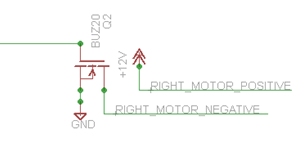 BUZ20
Q2
+12V
RIGHT_MOTOR_POSITIVE
RIGHT_MOTOR_NEGATIVE
GND